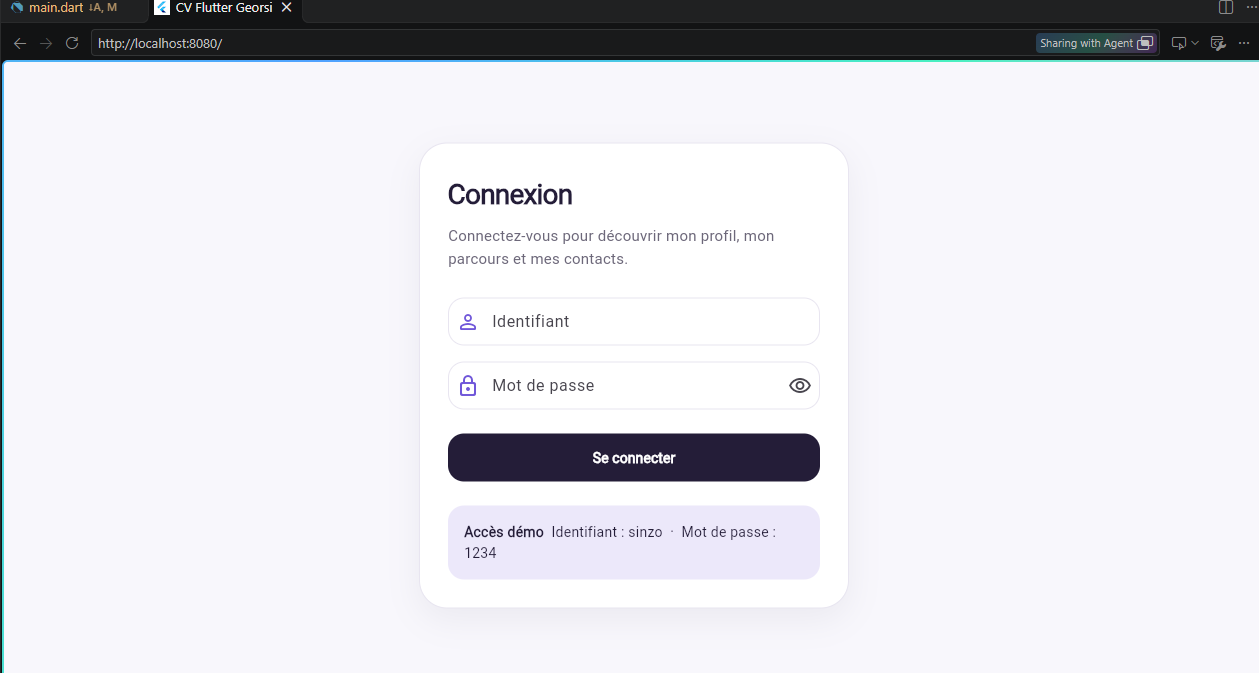 main.dart ↓A, M
CV Flutter Georsi
http://localhost:8080/
Sharing with Agent
Connexion
Connectez-vous pour découvrir mon profil, mon
parcours et mes contacts.
Identifiant
Mot de passe
Se connecter
Accès démo Identifiant : sinzo · Mot de passe :
1234